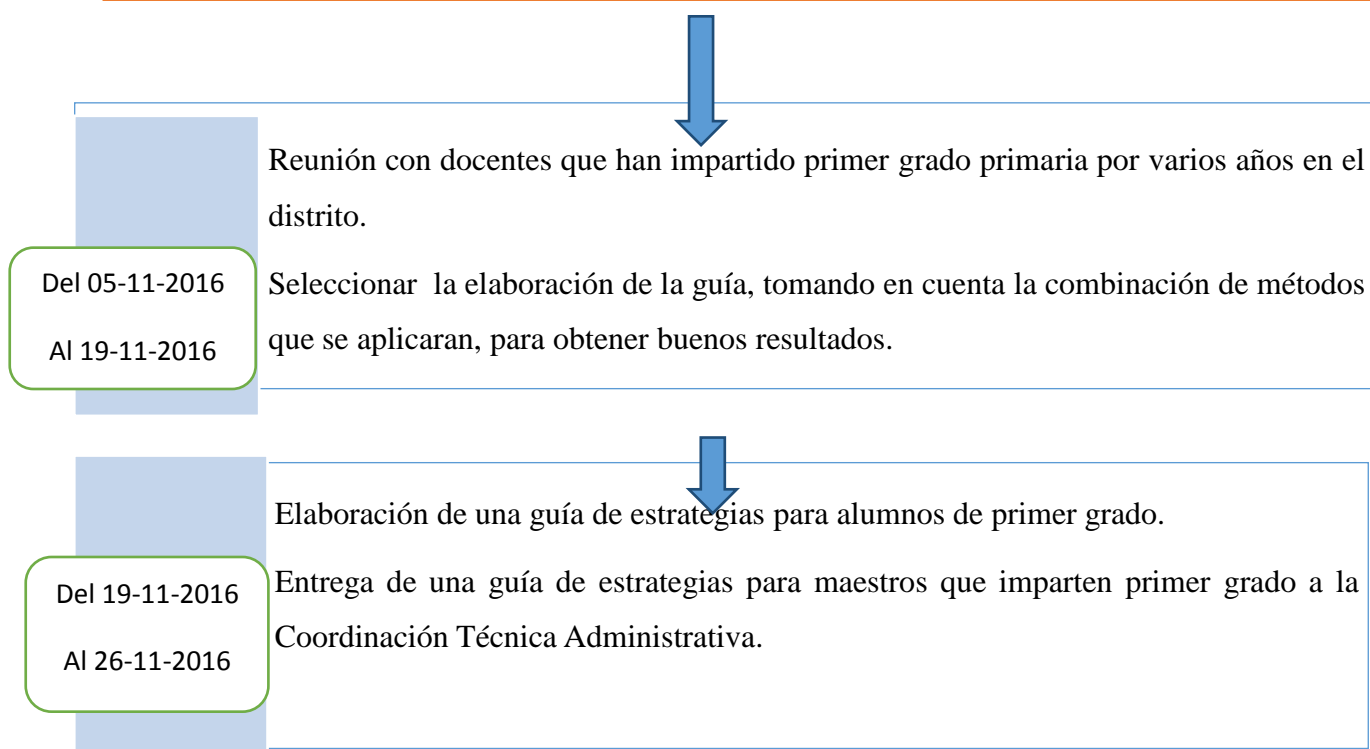 Reunión con docentes que han impartido primer grado primaria por varios años en el
distrito.
Del 05-11-2016
Al 19-11-2016
Seleccionar  la elaboración de la guía, tomando en cuenta la combinación de métodos
que se aplicaran, para obtener buenos resultados.
Elaboración de una guía de estrategias para alumnos de primer grado.
Del 19-11-2016
Al 26-11-2016
Entrega de una guía de estrategias para maestros que imparten primer grado a la
Coordinación Técnica Administrativa.